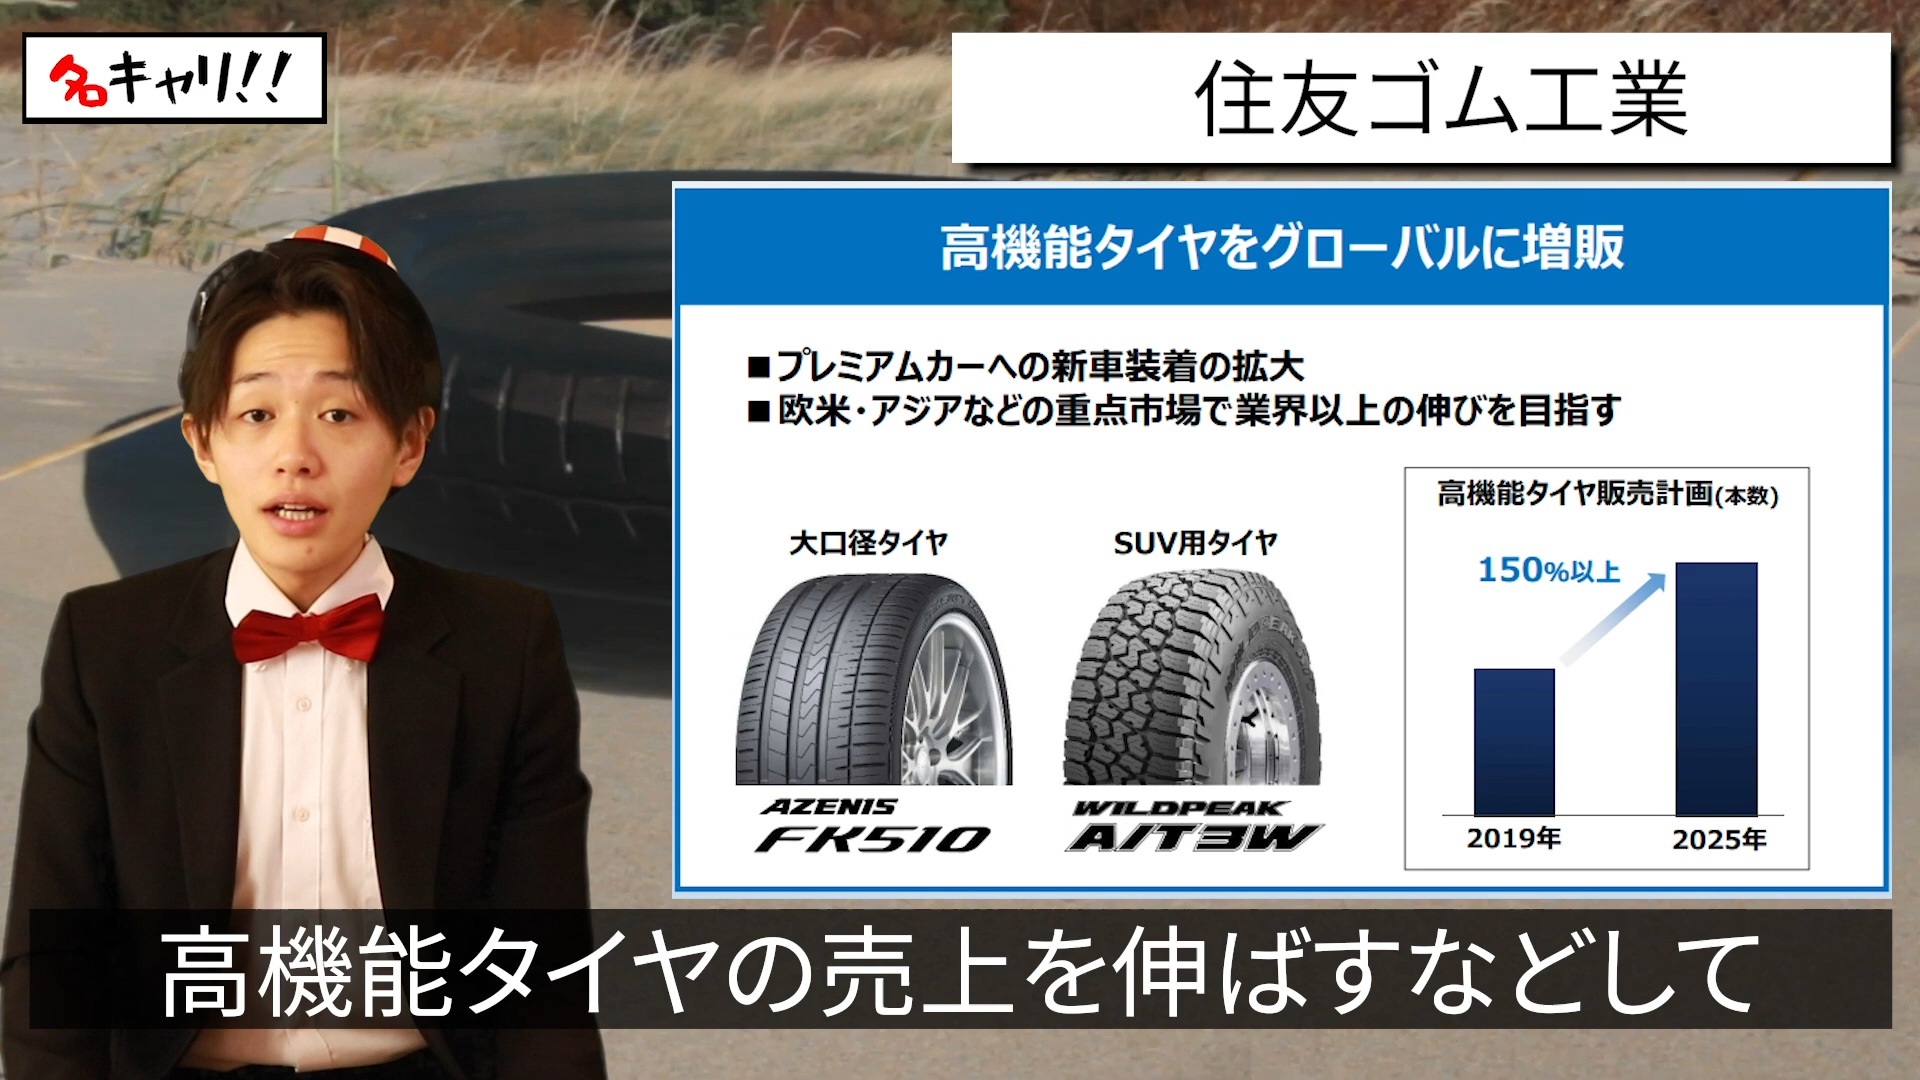 名キャリ!!
住友ゴム工業
高機能タイヤをグローバルに増販
■プレミアムカーへの新車装着の拡大
■欧米・アジアなどの重点市場で業界以上の伸びを目指す
大口径タイヤ
SUV用タイヤ
AZENIS
FK510
WILDPEAK
A/T3W
高機能タイヤ販売計画(本数)
150%以上
2019年
2025年
高機能タイヤの売上を伸ばすなどして